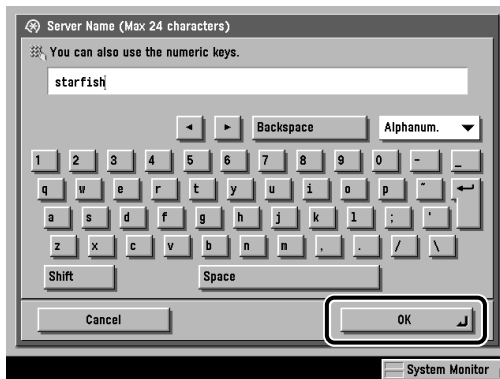 Server Name (Max 24 characters)
You can also use the numeric keys.
starfish
◄ ► Backspace Alphanum. ▼
1 2 3 4 5 6 7 8 9 0 - _
q w e r t y u i o p ~ ↵
a s d f g h j k l ; '
z x c v b n m , . / \
Shift Space
Cancel OK
System Monitor